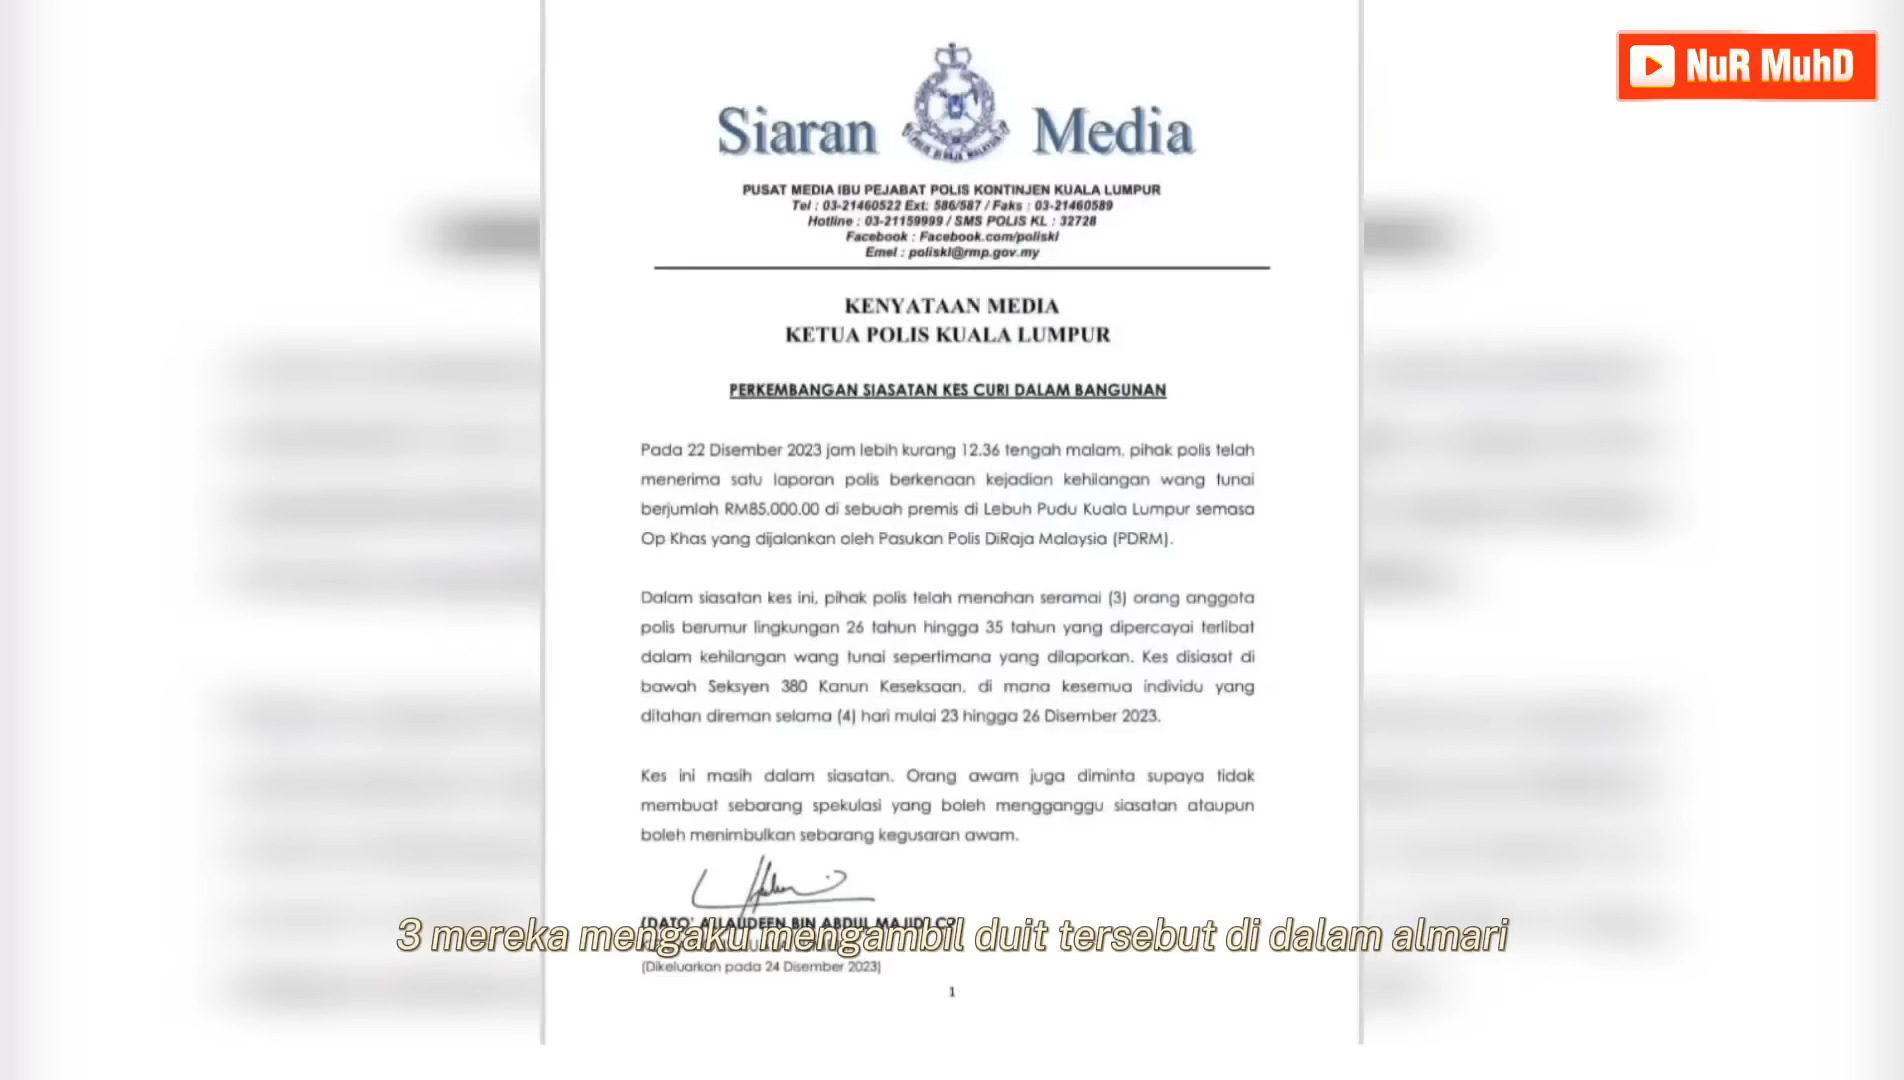 NuR MuhD
Siaran Media
POLIS DIRAJA MALAYSIA
PUSAT MEDIA IBU PEJABAT POLIS KONTINJEN KUALA LUMPUR
Tel : 03-21460522 Ext: 586/587 / Faks : 03-21460589
Hotline : 03-21159999 / SMS POLIS KL : 32728
Facebook : Facebook.com/poliskl
Emel : poliskl@rmp.gov.my
KENYATAAN MEDIA
KETUA POLIS KUALA LUMPUR
PERKEMBANGAN SIASATAN KES CURI DALAM BANGUNAN
Pada 22 Disember 2023 jam lebih kurang 12.36 tengah malam, pihak polis telah
menerima satu laporan polis berkenaan kejadian kehilangan wang tunai
berjumlah RM85,000.00 di sebuah premis di Lebuh Pudu Kuala Lumpur semasa
Op Khas yang dijalankan oleh Pasukan Polis DiRaja Malaysia (PDRM).
Dalam siasatan kes ini, pihak polis telah menahan seramai (3) orang anggota
polis berumur lingkungan 26 tahun hingga 35 tahun yang dipercayai terlibat
dalam kehilangan wang tunai sepertimana yang dilaporkan. Kes disiasat di
bawah Seksyen 380 Kanun Keseksaan, di mana kesemua individu yang
ditahan direman selama (4) hari mulai 23 hingga 26 Disember 2023.
Kes ini masih dalam siasatan. Orang awam juga diminta supaya tidak
membuat sebarang spekulasi yang boleh mengganggu siasatan ataupun
boleh menimbulkan sebarang kegusaran awam.
(DATO' ALLAUDEEN BIN ABDUL MAJID) CP
3 mereka mengaku mengambil duit tersebut di dalam almari
(Dikeluarkan pada 24 Disember 2023)
1